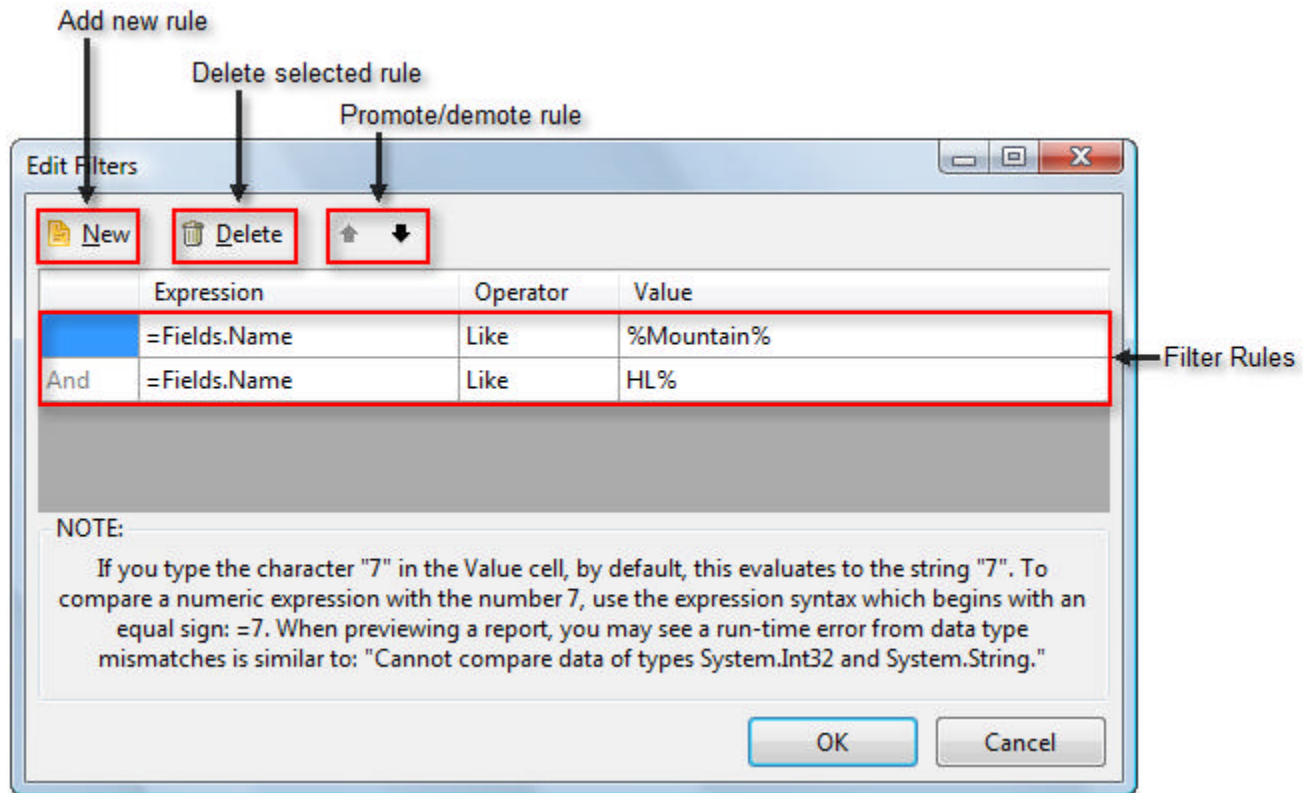 Add new rule
Delete selected rule
Promote/demote rule
Edit Filters
New Delete
Expression Operator Value
=Fields.Name Like %Mountain%
And =Fields.Name Like HL%
Filter Rules
NOTE:
If you type the character "7" in the Value cell, by default, this evaluates to the string "7". To
compare a numeric expression with the number 7, use the expression syntax which begins with an
equal sign: =7. When previewing a report, you may see a run-time error from data type
mismatches is similar to: "Cannot compare data of types System.Int32 and System.String."
OK Cancel